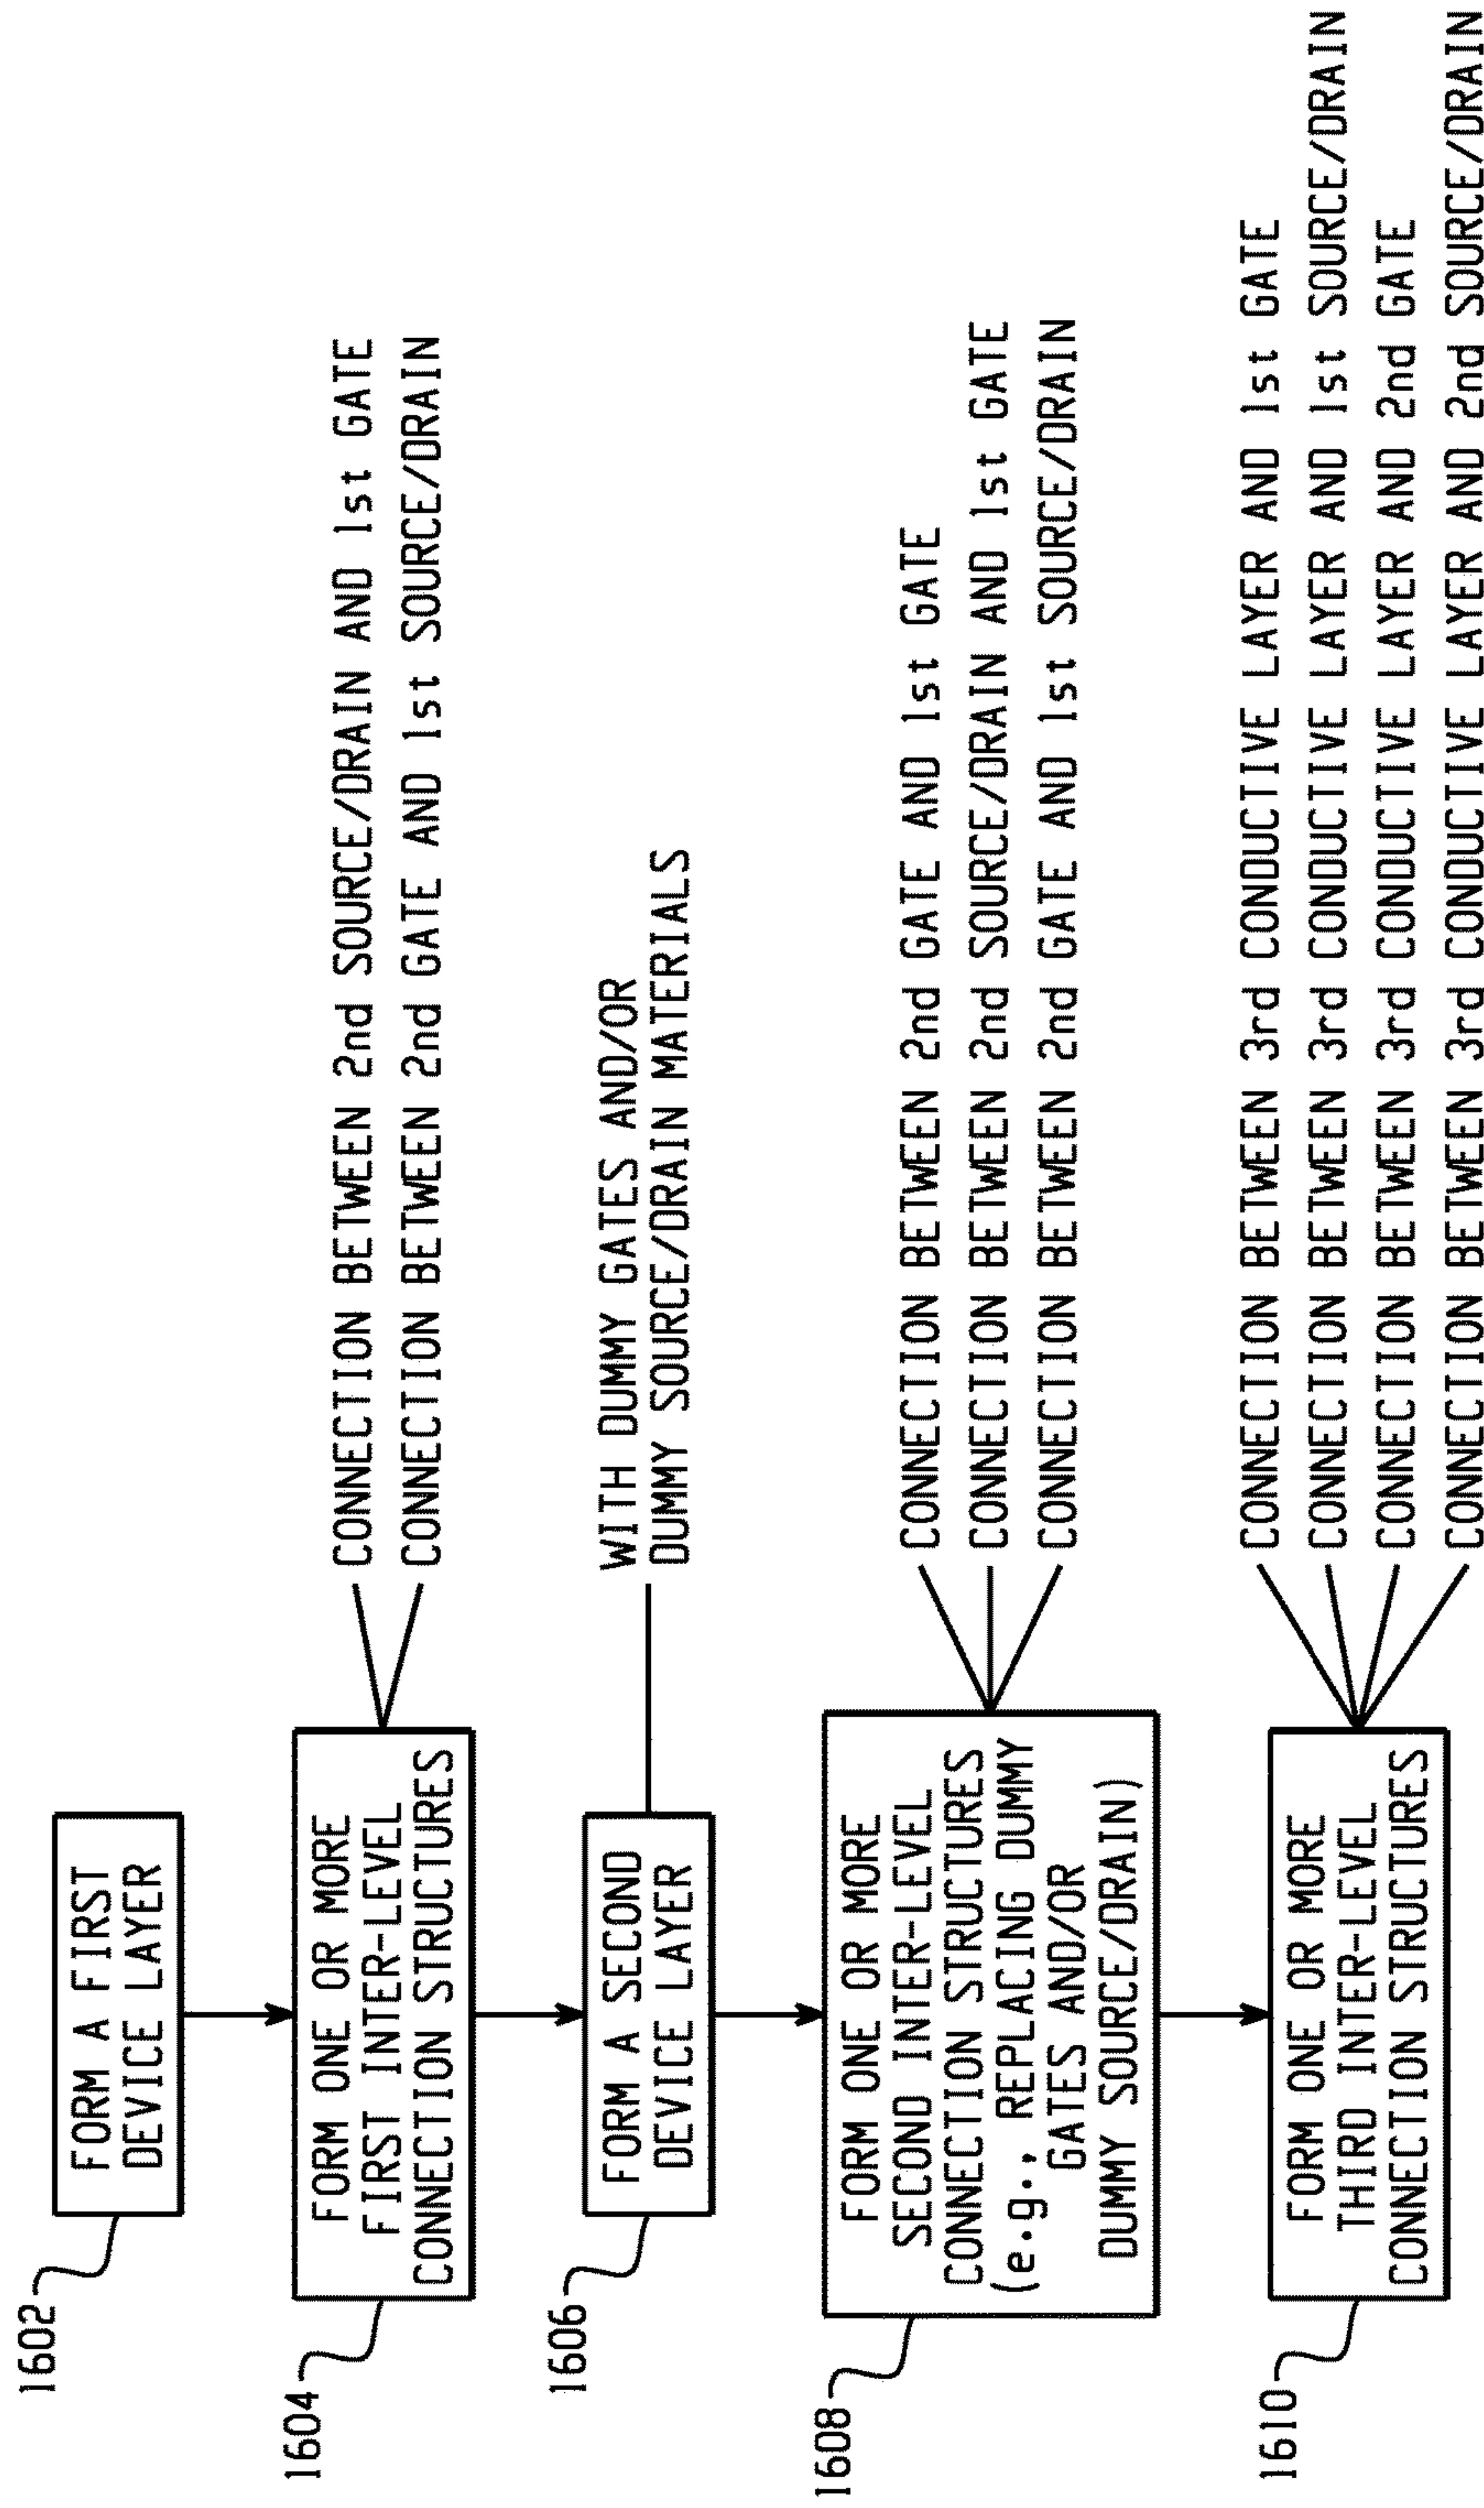 1602
FORM A FIRST
DEVICE LAYER
1604
FORM ONE OR MORE
FIRST INTER-LEVEL
CONNECTION STRUCTURES
CONNECTION BETWEEN 2nd SOURCE/DRAIN AND 1st GATE
CONNECTION BETWEEN 2nd GATE AND 1st SOURCE/DRAIN
1606
FORM A SECOND
DEVICE LAYER
WITH DUMMY GATES AND/OR
DUMMY SOURCE/DRAIN MATERIALS
1608
FORM ONE OR MORE
SECOND INTER-LEVEL
CONNECTION STRUCTURES
(e.g., REPLACING DUMMY
GATES AND/OR
DUMMY SOURCE/DRAIN)
CONNECTION BETWEEN 2nd GATE AND 1st GATE
CONNECTION BETWEEN 2nd SOURCE/DRAIN AND 1st GATE
CONNECTION BETWEEN 2nd GATE AND 1st SOURCE/DRAIN
1610
FORM ONE OR MORE
THIRD INTER-LEVEL
CONNECTION STRUCTURES
CONNECTION BETWEEN 3rd CONDUCTIVE LAYER AND 1st GATE
CONNECTION BETWEEN 3rd CONDUCTIVE LAYER AND 1st SOURCE/DRAIN
CONNECTION BETWEEN 3rd CONDUCTIVE LAYER AND 2nd GATE
CONNECTION BETWEEN 3rd CONDUCTIVE LAYER AND 2nd SOURCE/DRAIN